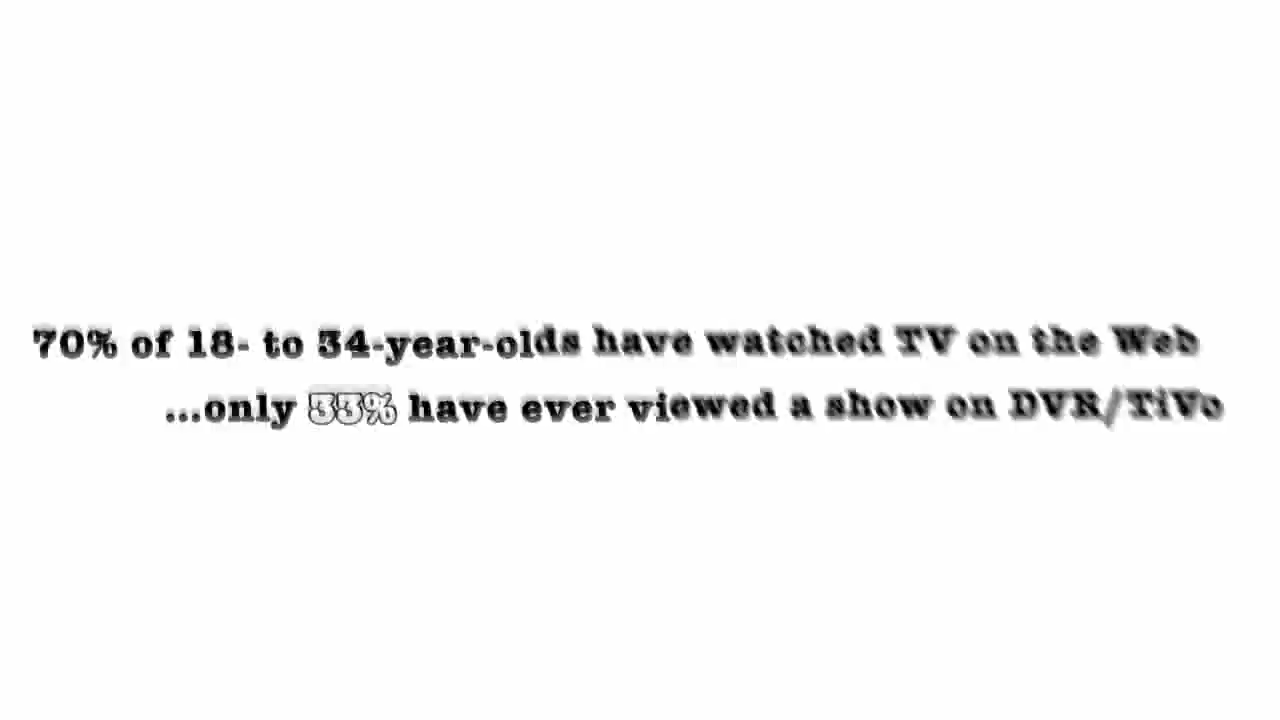 70% of 18- to 34-year-olds have watched TV on the Web
...only 33% have ever viewed a show on DVR/TiVo